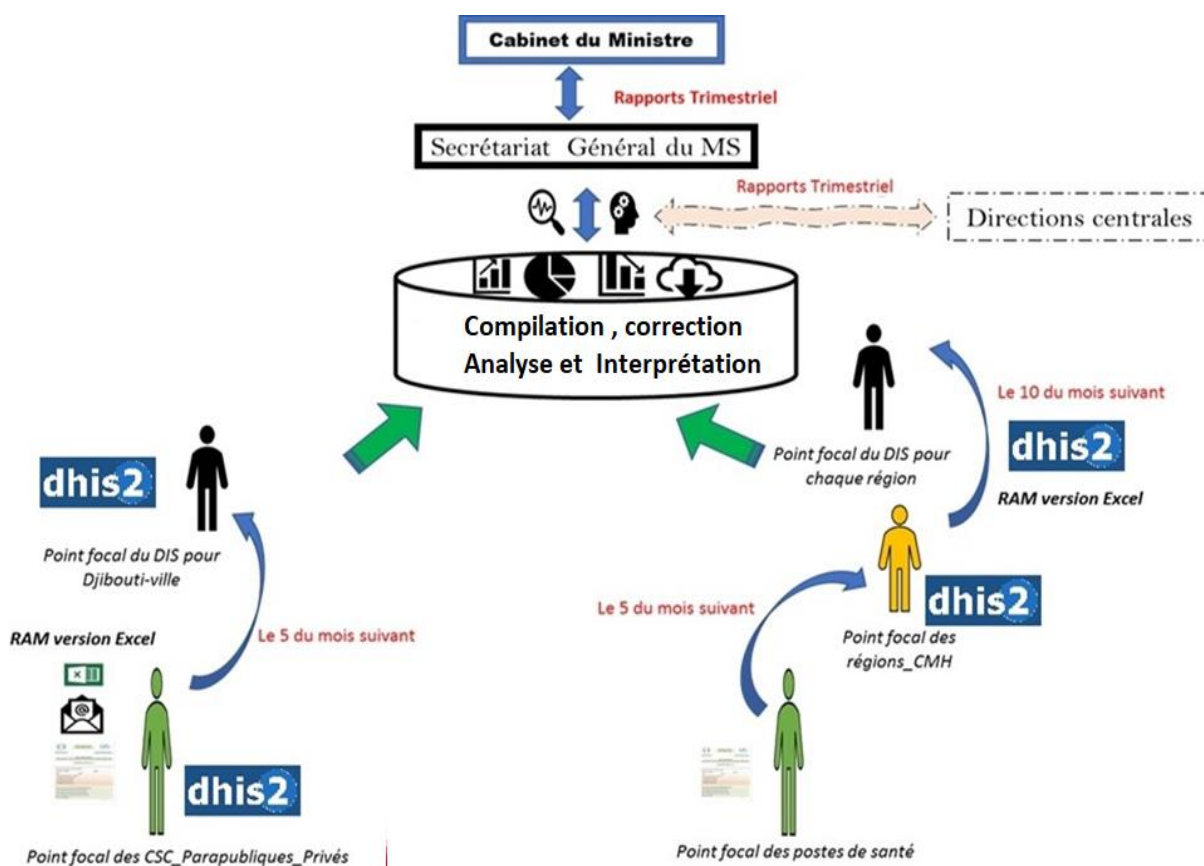 Cabinet du Ministre
Rapports Trimestriel
Secrétariat Général du MS
Rapports Trimestriel
Directions centrales
Compilation , correction
Analyse et Interprétation
Le 10 du mois suivant
dhis2
RAM version Excel
Point focal du DIS pour
chaque région
dhis2
Point focal du DIS pour
Djibouti-ville
Le 5 du mois suivant
dhis2
Point focal des
régions_CMH
RAM version Excel
Le 5 du mois suivant
dhis2
Point focal des CSC_Parapubliques_Privés
Point focal des postes de santé